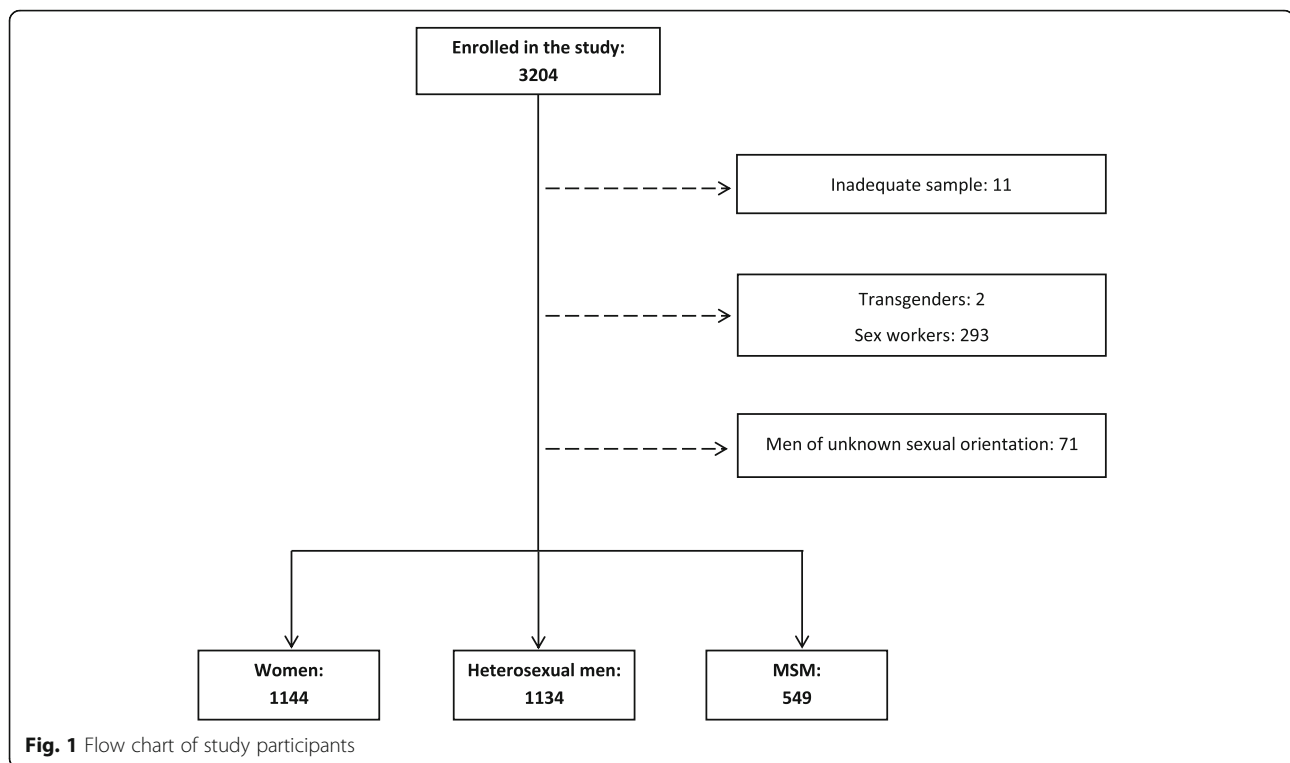 Enrolled in the study:
3204
Inadequate sample: 11
Transgenders: 2
Sex workers: 293
Men of unknown sexual orientation: 71
Women:
1144
Heterosexual men:
1134
MSM:
549
Fig. 1 Flow chart of study participants